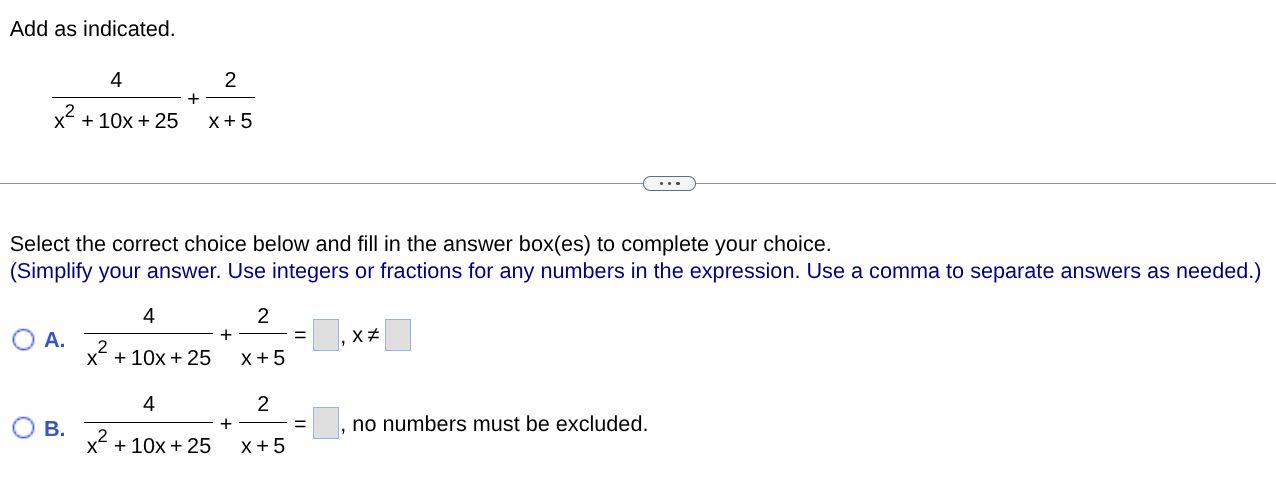 Add as indicated.
4 2
x² + 10x + 25 + x + 5
...
Select the correct choice below and fill in the answer box(es) to complete your choice.
(Simplify your answer. Use integers or fractions for any numbers in the expression. Use a comma to separate answers as needed.)
4 2
A. x² + 10x + 25 + x + 5 = , x ≠
4 2
B. x² + 10x + 25 + x + 5 = , no numbers must be excluded.